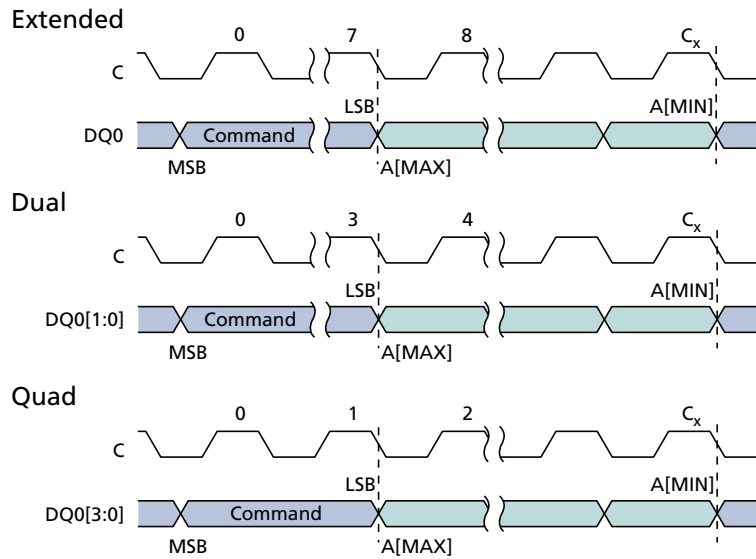 Extended
0 7 8 Cx
C
LSB A[MIN]
DQ0 Command
MSB A[MAX]
Dual
0 3 4 Cx
C
LSB A[MIN]
DQ0[1:0] Command
MSB A[MAX]
Quad
0 1 2 Cx
C
LSB A[MIN]
DQ0[3:0] Command
MSB A[MAX]